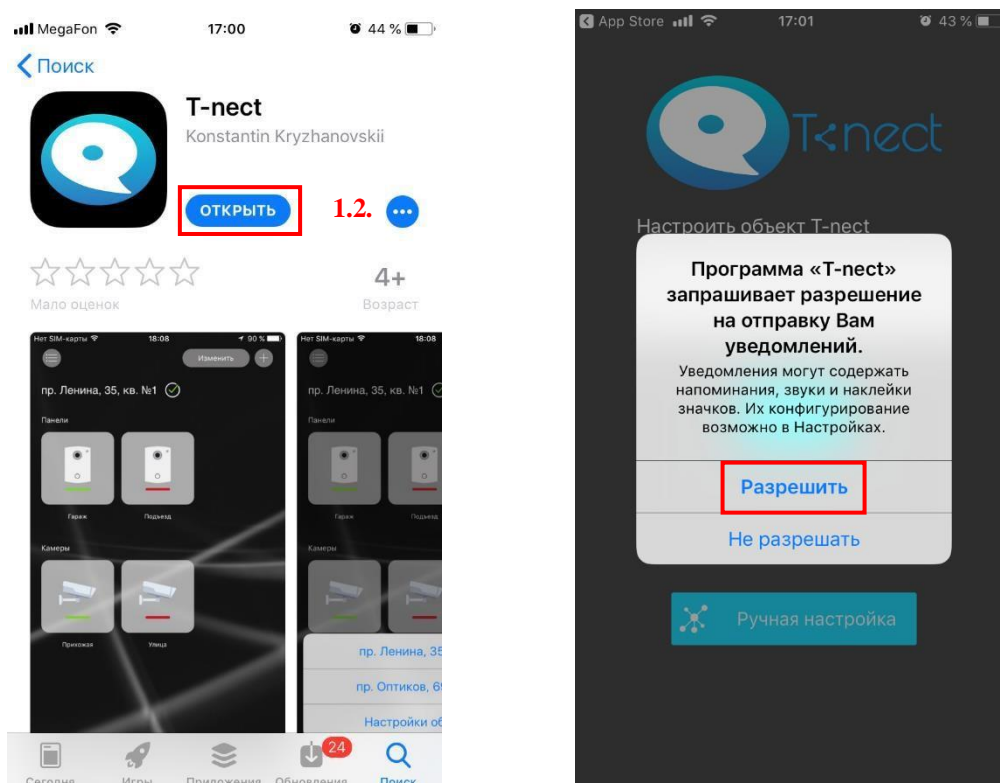 MegaFon 17:00 44 %
Поиск
T-nect
Konstantin Kryzhanovskii
ОТКРЫТЬ
1.2.
Мало оценок
4+
Возраст
Нет SIM-карты 18:08 90 %
Изменить
пр. Ленина, 35, кв. №1
Панели
Гараж Подъезд
Камеры
Прихожая Улица
Нет SIM-карты 18:08
пр. Ленина, 35, кв. №1
Панели
Гараж Подъезд
Камеры
пр. Ленина, 35
пр. Оптиков, 6
Настройки об
24
Сегодня Игры Приложения Обновления Поиск
App Store 17:01 43 %
T-nect
Настроить объект T-nect
Программа «T-nect»
запрашивает разрешение
на отправку Вам
уведомлений.
Уведомления могут содержать
напоминания, звуки и наклейки
значков. Их конфигурирование
возможно в Настройках.
Разрешить
Не разрешать
Ручная настройка